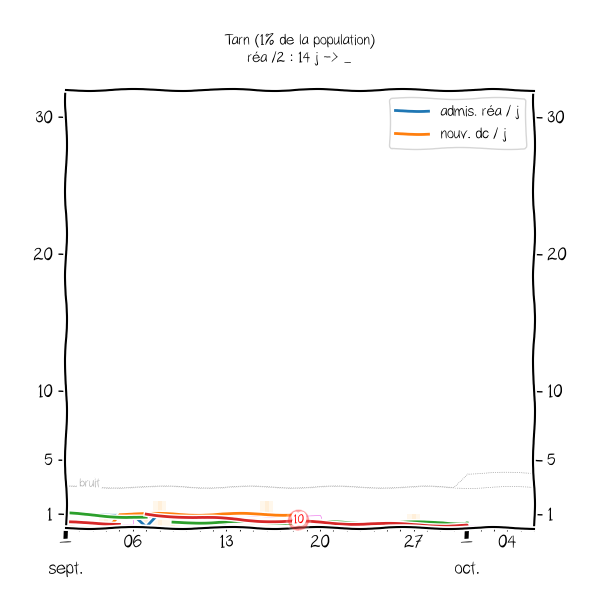 Tarn (1% de la population)
réa /2 : 14 j -> _
admis. réa / j
nouv. dc / j
30
30
20
20
10
10
5
5
bruit
1
1
10
06
13
20
27
04
sept.
oct.